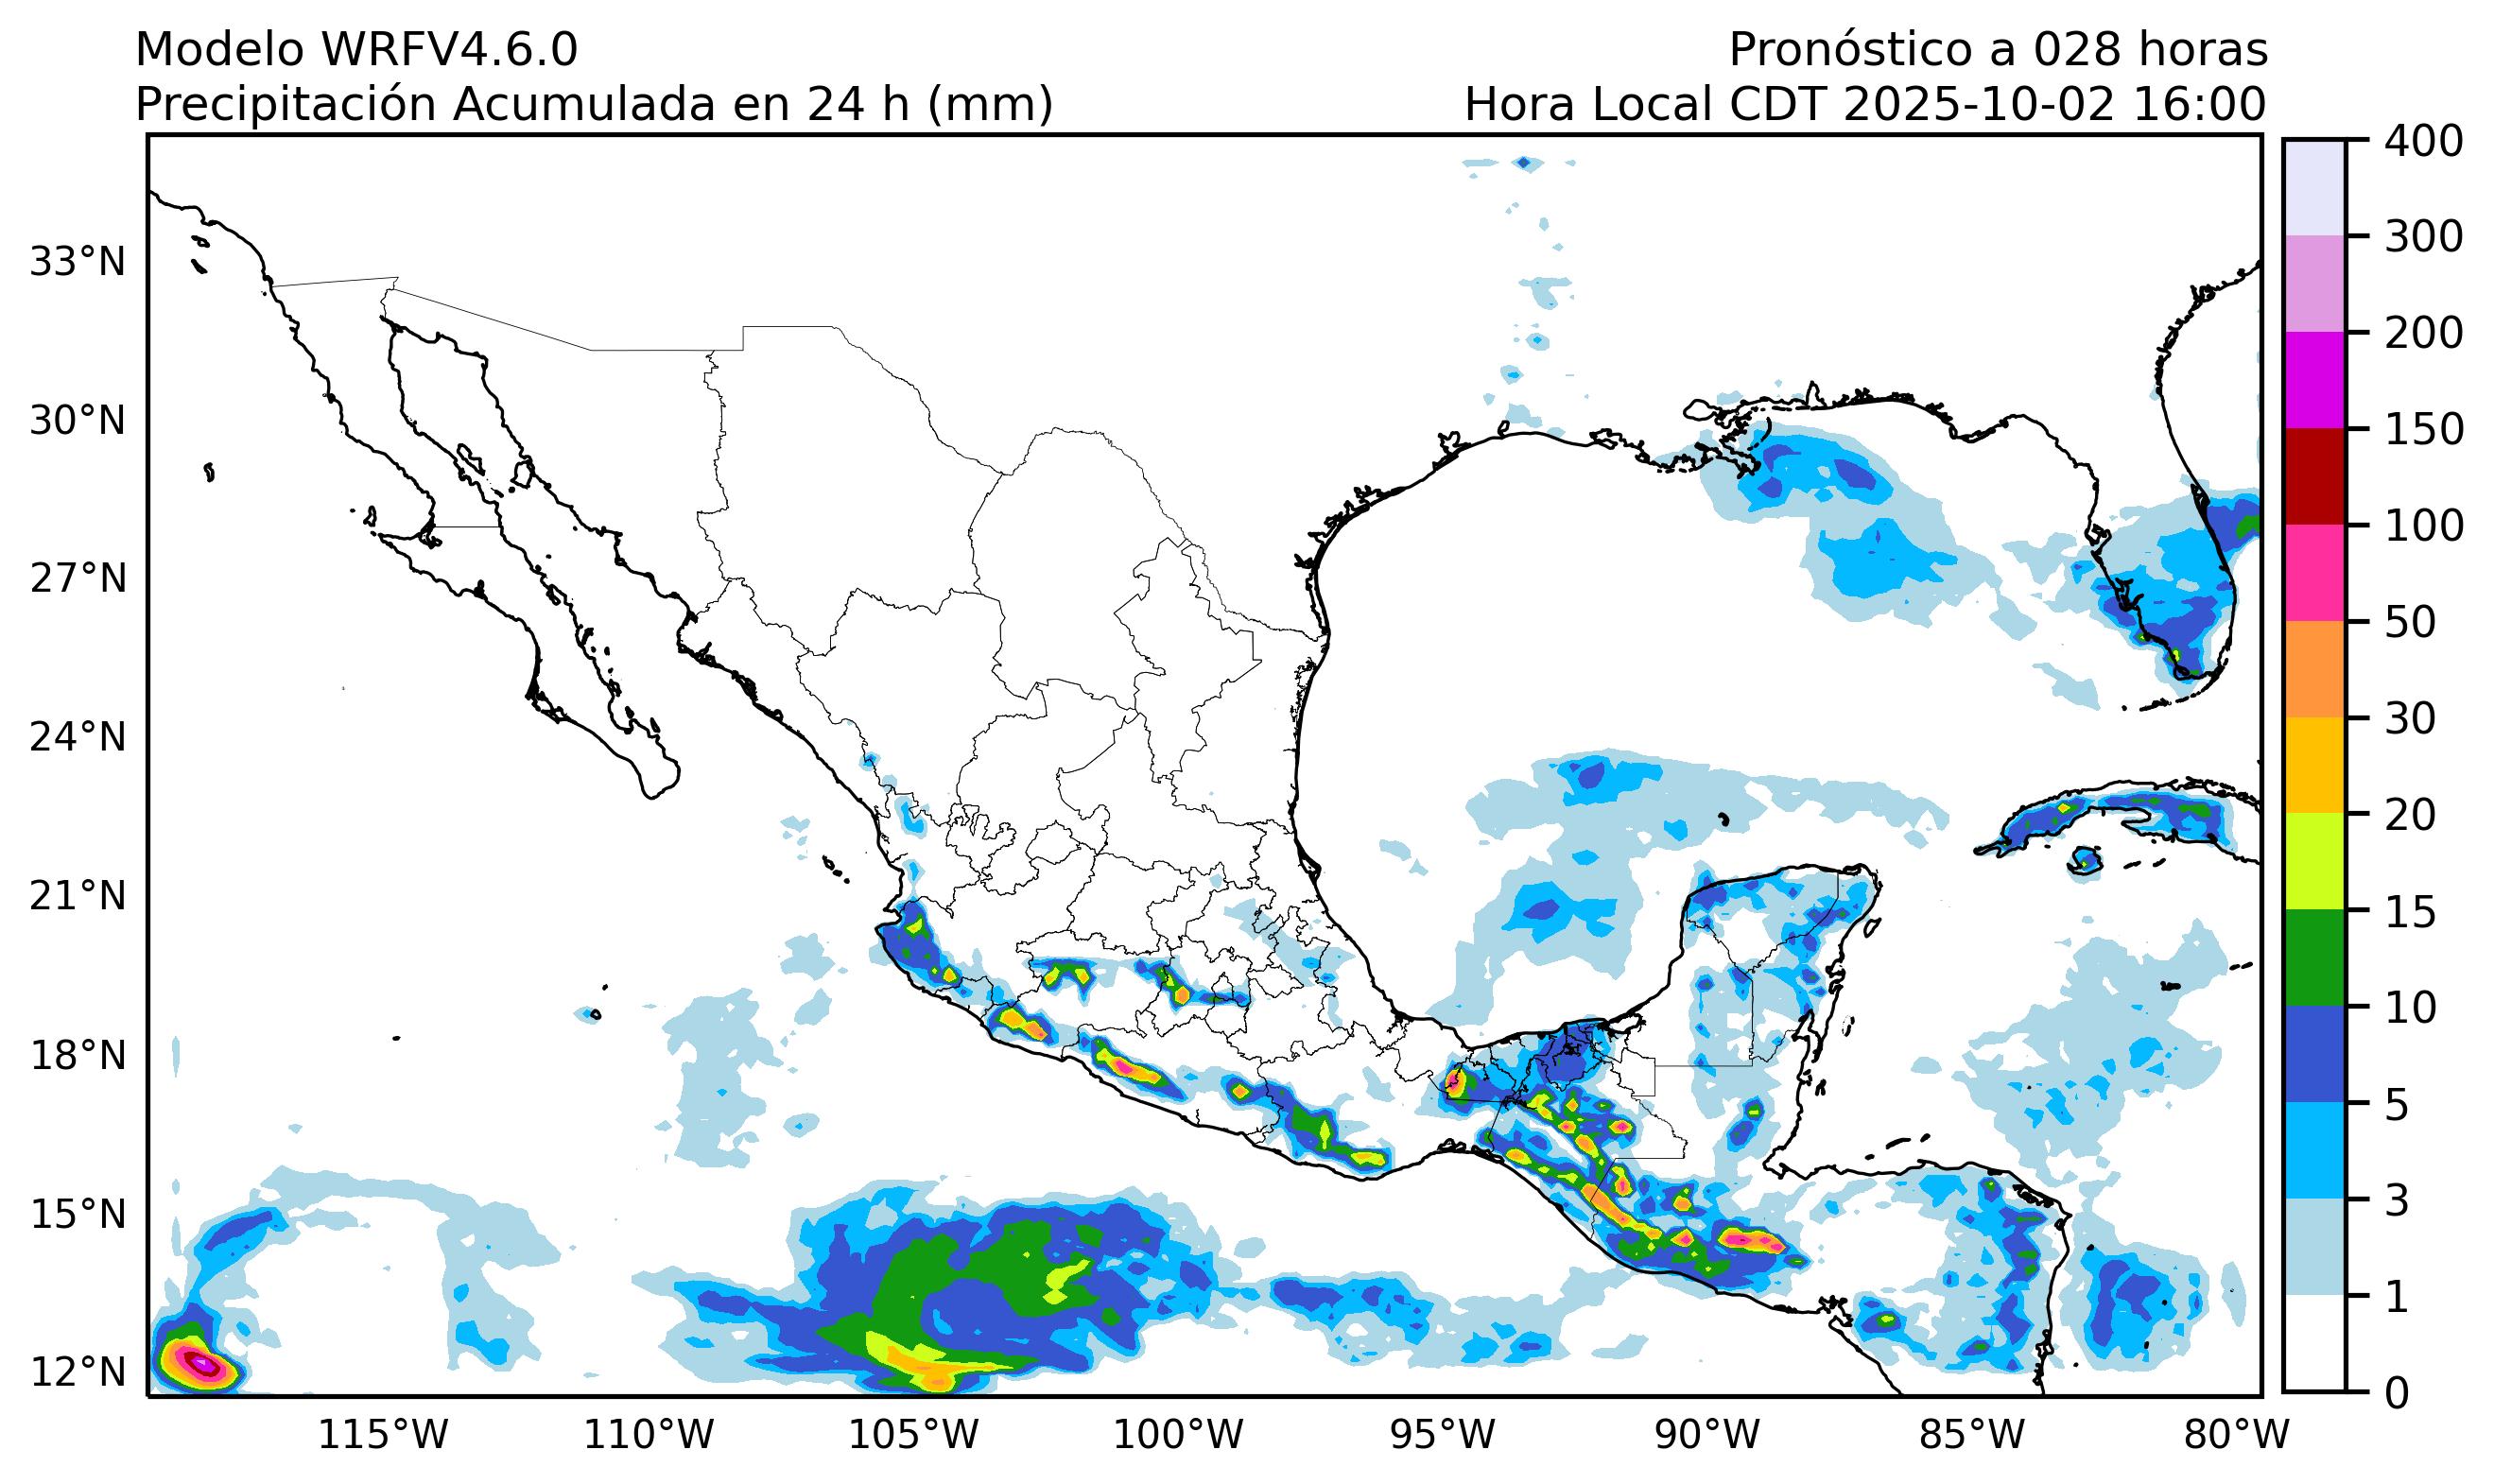 Modelo WRFV4.6.0
Pronóstico a 028 horas
Precipitación Acumulada en 24 h (mm)
Hora Local CDT 2025-10-02 16:00
400
300
200
150
100
50
30
20
15
10
5
3
1
0
33°N
30°N
27°N
24°N
21°N
18°N
15°N
12°N
115°W
110°W
105°W
100°W
95°W
90°W
85°W
80°W